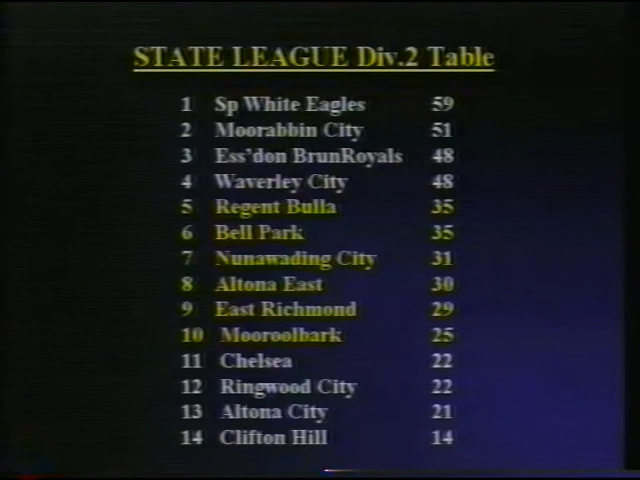 STATE LEAGUE Div.2 Table
1 Sp White Eagles 59
2 Moorabbin City 51
3 Ess'don BrunRoyals 48
4 Waverley City 48
5 Regent Bulla 35
6 Bell Park 35
7 Nunawading City 31
8 Altona East 30
9 East Richmond 29
10 Mooroolbark 25
11 Chelsea 22
12 Ringwood City 22
13 Altona City 21
14 Clifton Hill 14